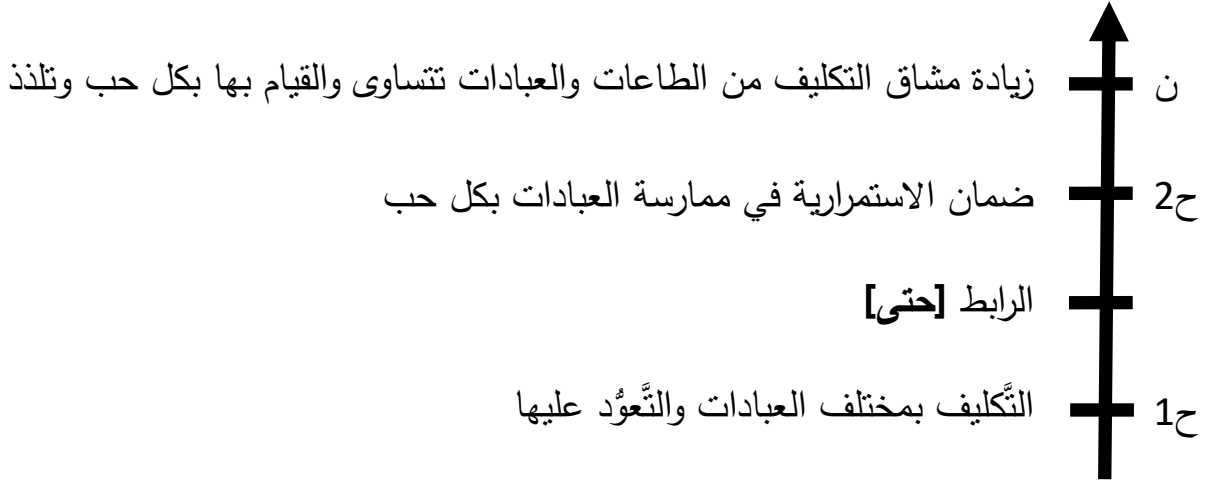 ن زيادة مشاق التكليف من الطاعات والعبادات تتساوى والقيام بها بكل حب وتلذذ
ح2 ضمان الاستمرارية في ممارسة العبادات بكل حب
الرابط [حتى]
ح1 التَّكليف بمختلف العبادات والتَّعوُّد عليها